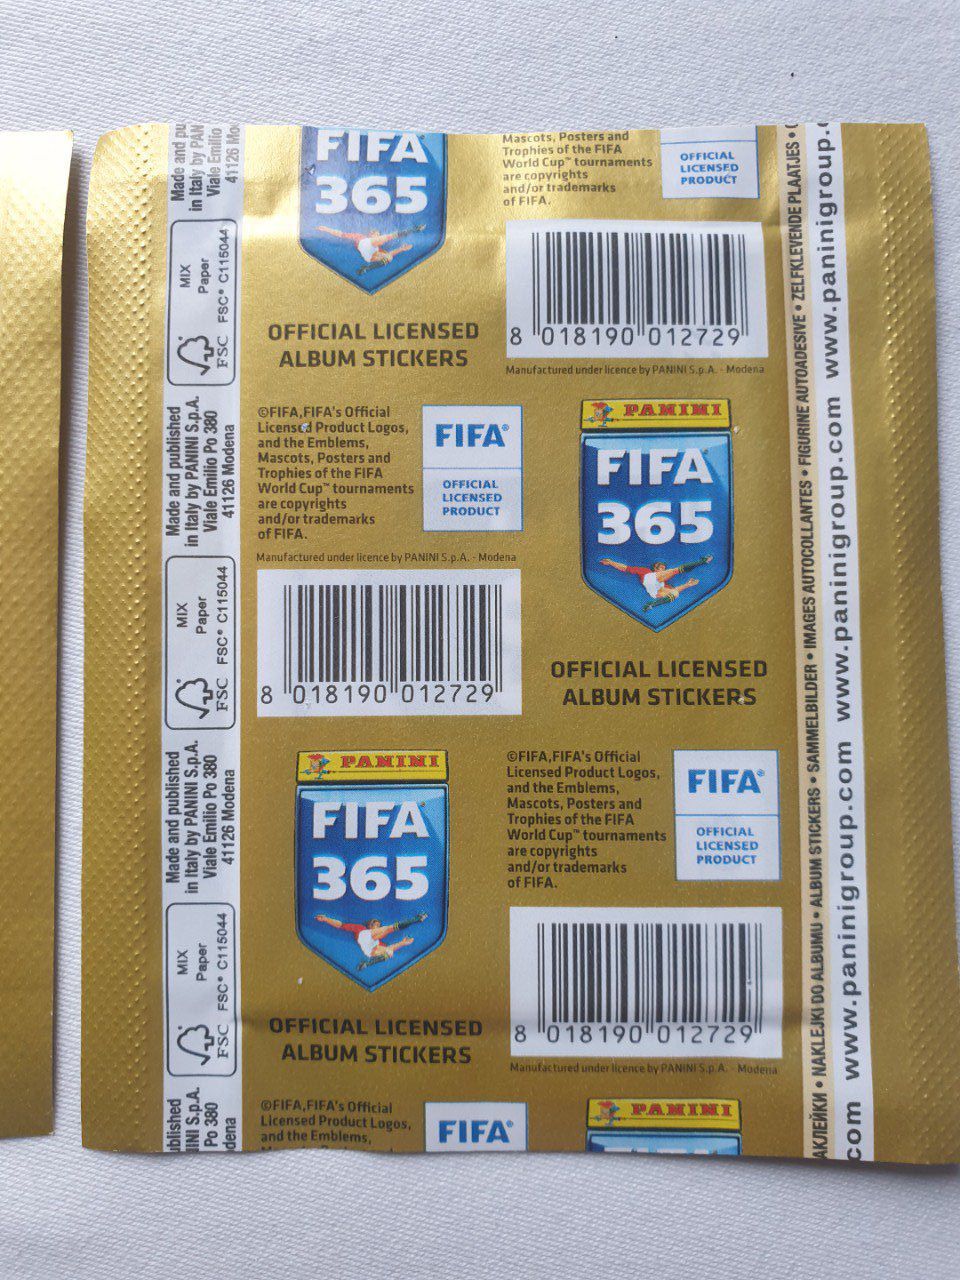 Made and pu
in Italy by PAN
Viale Emilio
41126 Mo
MIX
Paper
FSC® C115044
FSC
Made and published
in Italy by PANINI S.p.A.
Viale Emilio Po 380
41126 Modena
MIX
Paper
FSC® C115044
FSC
Made and published
in Italy by PANINI S.p.A.
Viale Emilio Po 380
41126 Modena
MIX
Paper
FSC® C115044
FSC
ublished
INI S.p.A.
Po 380
dena
FIFA
365
OFFICIAL LICENSED
ALBUM STICKERS
Mascots, Posters and
Trophies of the FIFA
World Cup™ tournaments
are copyrights
and/or trademarks
of FIFA.
OFFICIAL
LICENSED
PRODUCT
8 018190 012729
Manufactured under licence by PANINI S.p.A. - Modena
©FIFA,FIFA's Official
Licensed Product Logos,
and the Emblems,
Mascots, Posters and
Trophies of the FIFA
World Cup™ tournaments
are copyrights
and/or trademarks
of FIFA.
FIFA®
OFFICIAL
LICENSED
PRODUCT
Manufactured under licence by PANINI S.p.A. - Modena
8 018190 012729
PANINI
FIFA
365
OFFICIAL LICENSED
ALBUM STICKERS
PANINI
FIFA
365
OFFICIAL LICENSED
ALBUM STICKERS
©FIFA,FIFA's Official
Licensed Product Logos,
and the Emblems,
Mascots, Posters and
Trophies of the FIFA
World Cup™ tournaments
are copyrights
and/or trademarks
of FIFA.
FIFA®
OFFICIAL
LICENSED
PRODUCT
8 018190 012729
Manufactured under licence by PANINI S.p.A. - Modena
©FIFA,FIFA's Official
Licensed Product Logos,
and the Emblems,
FIFA®
PANINI
АКЛЕЙКИ • NAKLEJKI DO ALBUMU • ALBUM STICKERS • SAMMELBILDER • IMAGES AUTOCOLLANTES • FIGURINE AUTOADESIVE • ZELFKLEVENDE PLAATJES •
com www.paninigroup.com www.paninigroup.com www.paninigroup.